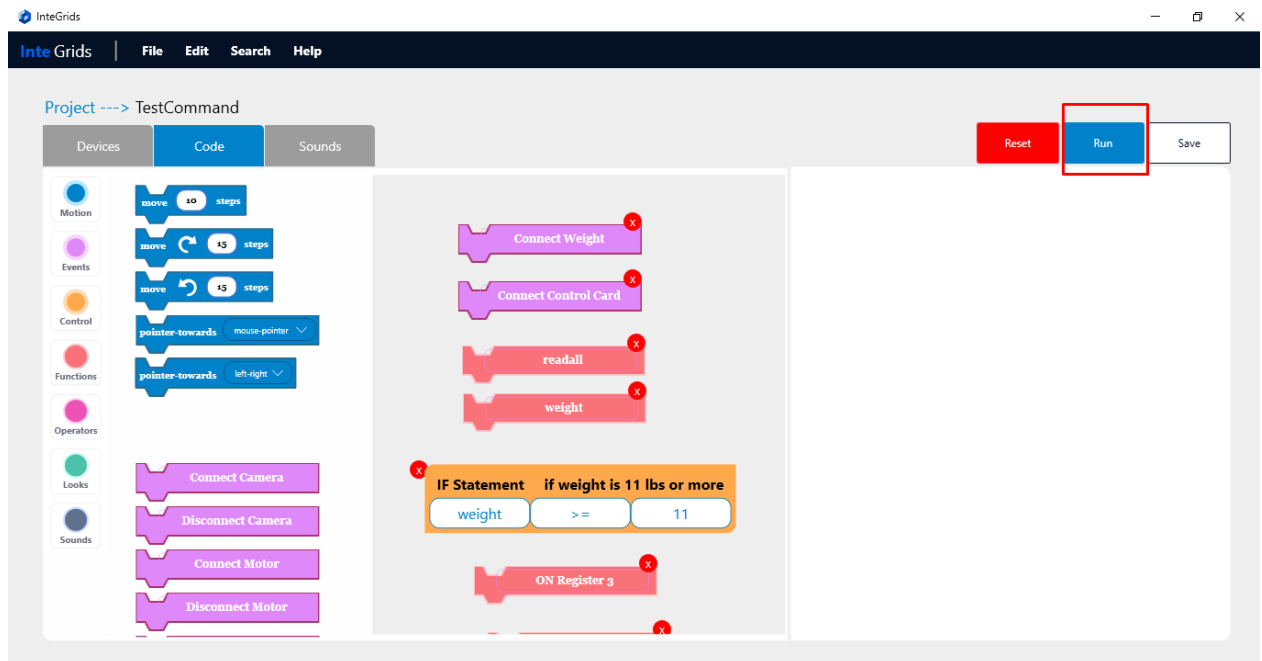 InteGrids
Inte Grids File Edit Search Help
Project ---> TestCommand
Devices Code Sounds
Reset Run Save
Motion
Events
Control
Functions
Operators
Looks
Sounds
move 10 steps
move 15 steps
move 15 steps
pointer-towards mouse-pointer
pointer-towards left-right
Connect Camera
Disconnect Camera
Connect Motor
Disconnect Motor
x
Connect Weight
x
Connect Control Card
x
readall
x
weight
x
IF Statement if weight is 11 lbs or more
weight >= 11
x
ON Register 3
x